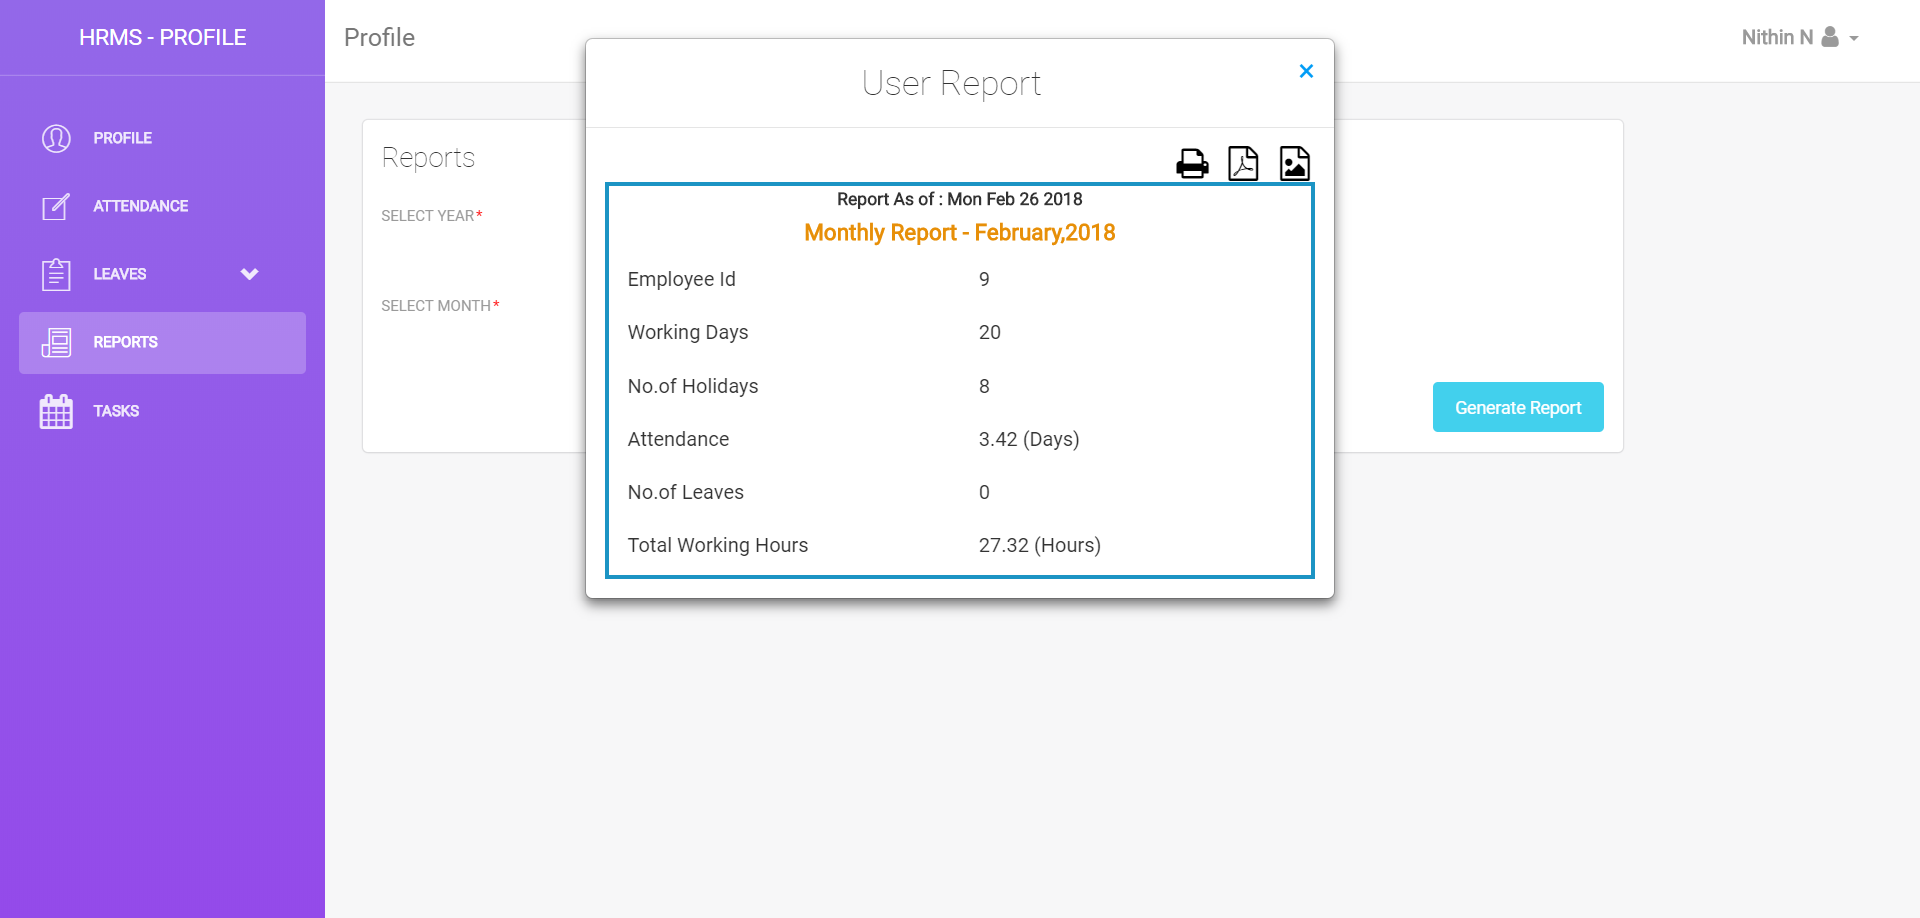 HRMS - PROFILE
PROFILE
ATTENDANCE
LEAVES
REPORTS
TASKS
Profile
Nithin N
Reports
SELECT YEAR*
SELECT MONTH*
Generate Report
User Report
×
Report As of : Mon Feb 26 2018
Monthly Report - February,2018
Employee Id 9
Working Days 20
No.of Holidays 8
Attendance 3.42 (Days)
No.of Leaves 0
Total Working Hours 27.32 (Hours)